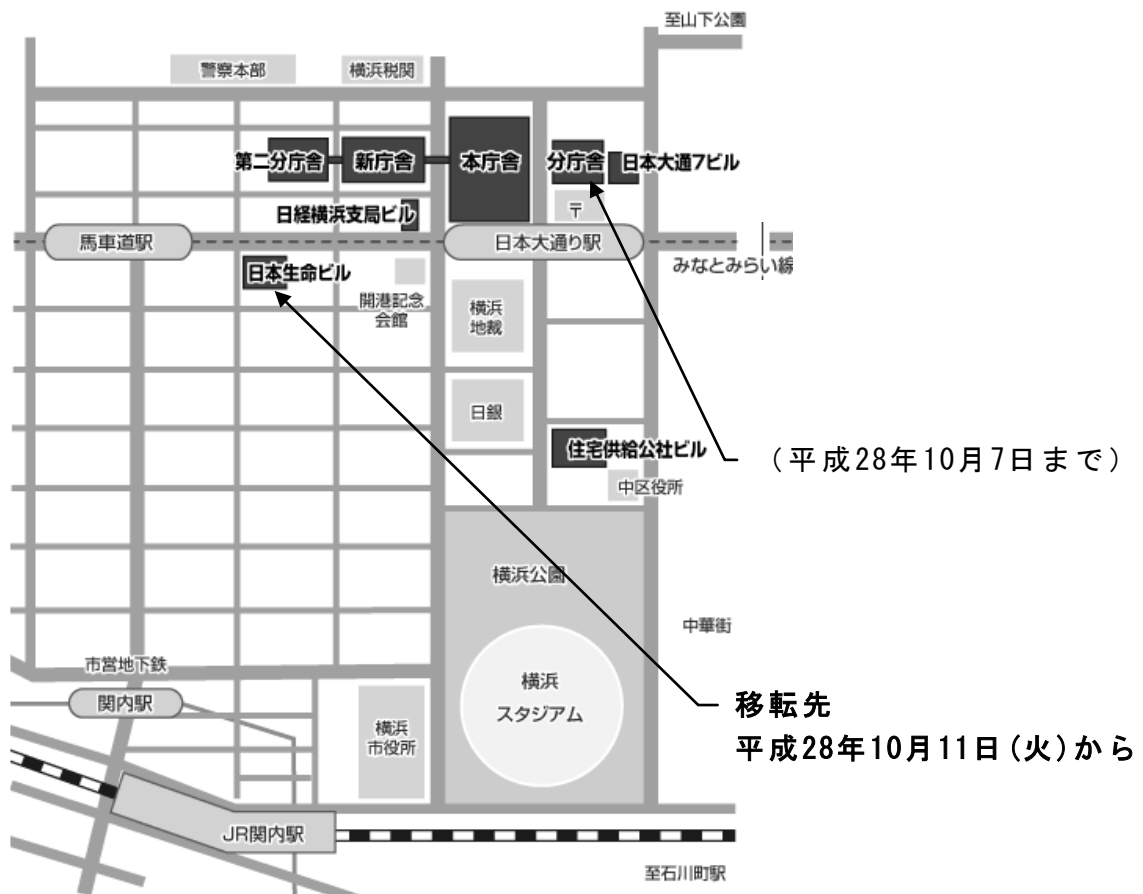 至山下公園
警察本部
横浜税関
第二分庁舎
新庁舎
本庁舎
分庁舎
日本大通7ビル
日経横浜支局ビル
〒
馬車道駅
日本大通り駅
みなとみらい線
日本生命ビル
開港記念
会館
横浜
地裁
日銀
住宅供給公社ビル
（平成28年10月7日まで）
中区役所
横浜公園
中華街
市営地下鉄
関内駅
横浜
スタジアム
移転先
平成28年10月11日（火）から
横浜
市役所
JR関内駅
至石川町駅